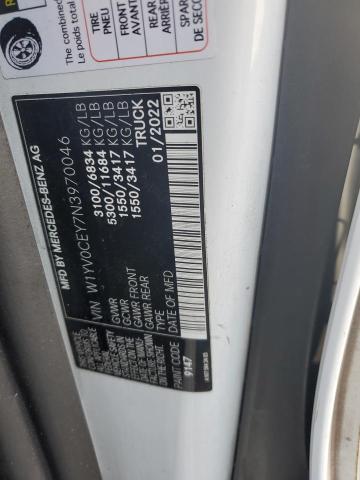 The combined
Le poids total
TIRE
PNEU
FRONT
AVANT
REAR
ARRIÈR
SPARE
DE SECO
MFD BY MERCEDES-BENZ AG
VIN W1YV0CEY7N3970046
GVWR 3100/6834 KG/LB
GCWR 5300/11684 KG/LB
GAWR FRONT 1550/3417 KG/LB
GAWR REAR 1550/3417 KG/LB
TYPE TRUCK
DATE OF MFD 01/2022
PAINT CODE 9147